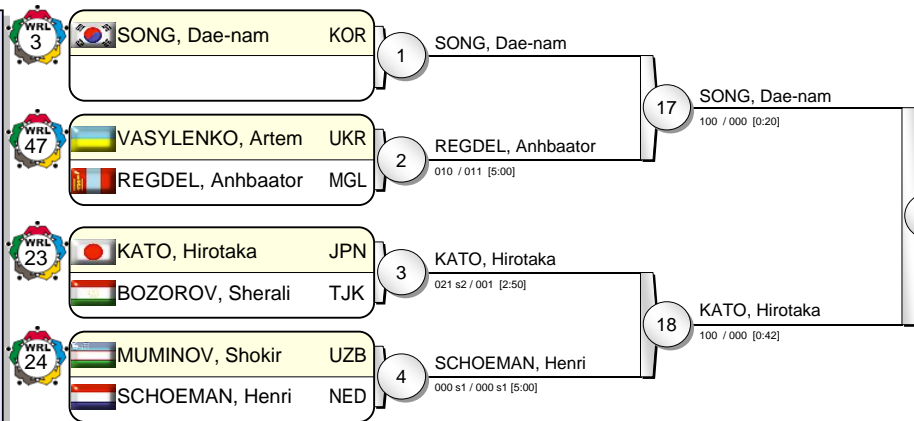 WRL
3
SONG, Dae-nam KOR
1
SONG, Dae-nam
17
SONG, Dae-nam
100 / 000 [0:20]
WRL
47
VASYLENKO, Artem UKR
REGDEL, Anhbaator MGL
2
REGDEL, Anhbaator
010 / 011 [5:00]
WRL
23
KATO, Hirotaka JPN
BOZOROV, Sherali TJK
3
KATO, Hirotaka
021 s2 / 001 [2:50]
18
KATO, Hirotaka
100 / 000 [0:42]
WRL
24
MUMINOV, Shokir UZB
SCHOEMAN, Henri NED
4
SCHOEMAN, Henri
000 s1 / 000 s1 [5:00]